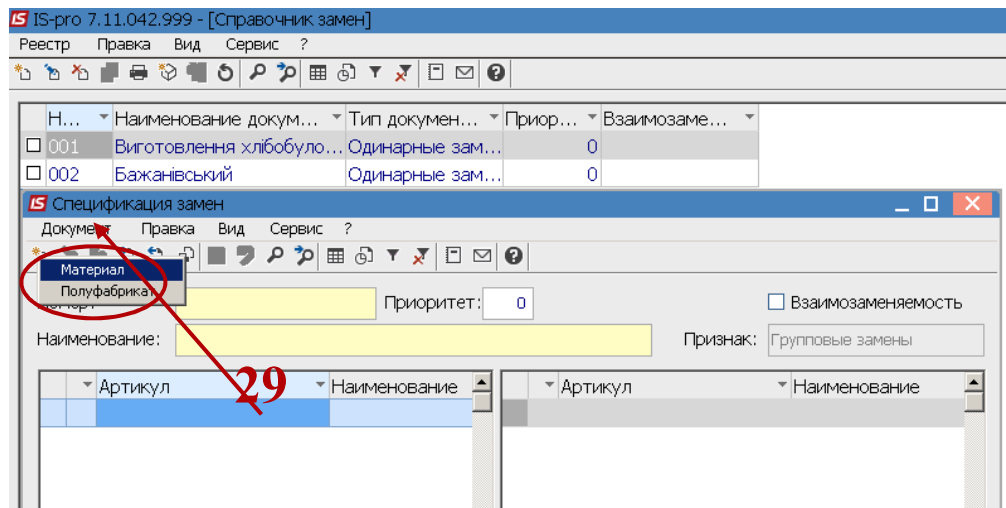 IS IS-pro 7.11.042.999 - [Справочник замен]
Реестр Правка Вид Сервис ?
Н... Наименование докум... Тип докумен... Приор... Взаимозаме...
001 Виготовлення хлібобуло... Одинарные зам... 0
002 Бажанівський Одинарные зам... 0
IS Спецификация замен
Документ Правка Вид Сервис ?
Материал
Полуфабрикат
Приоритет: 0 Взаимозаменяемость
Наименование: Признак: Групповые замены
Артикул Наименование Артикул Наименование
29